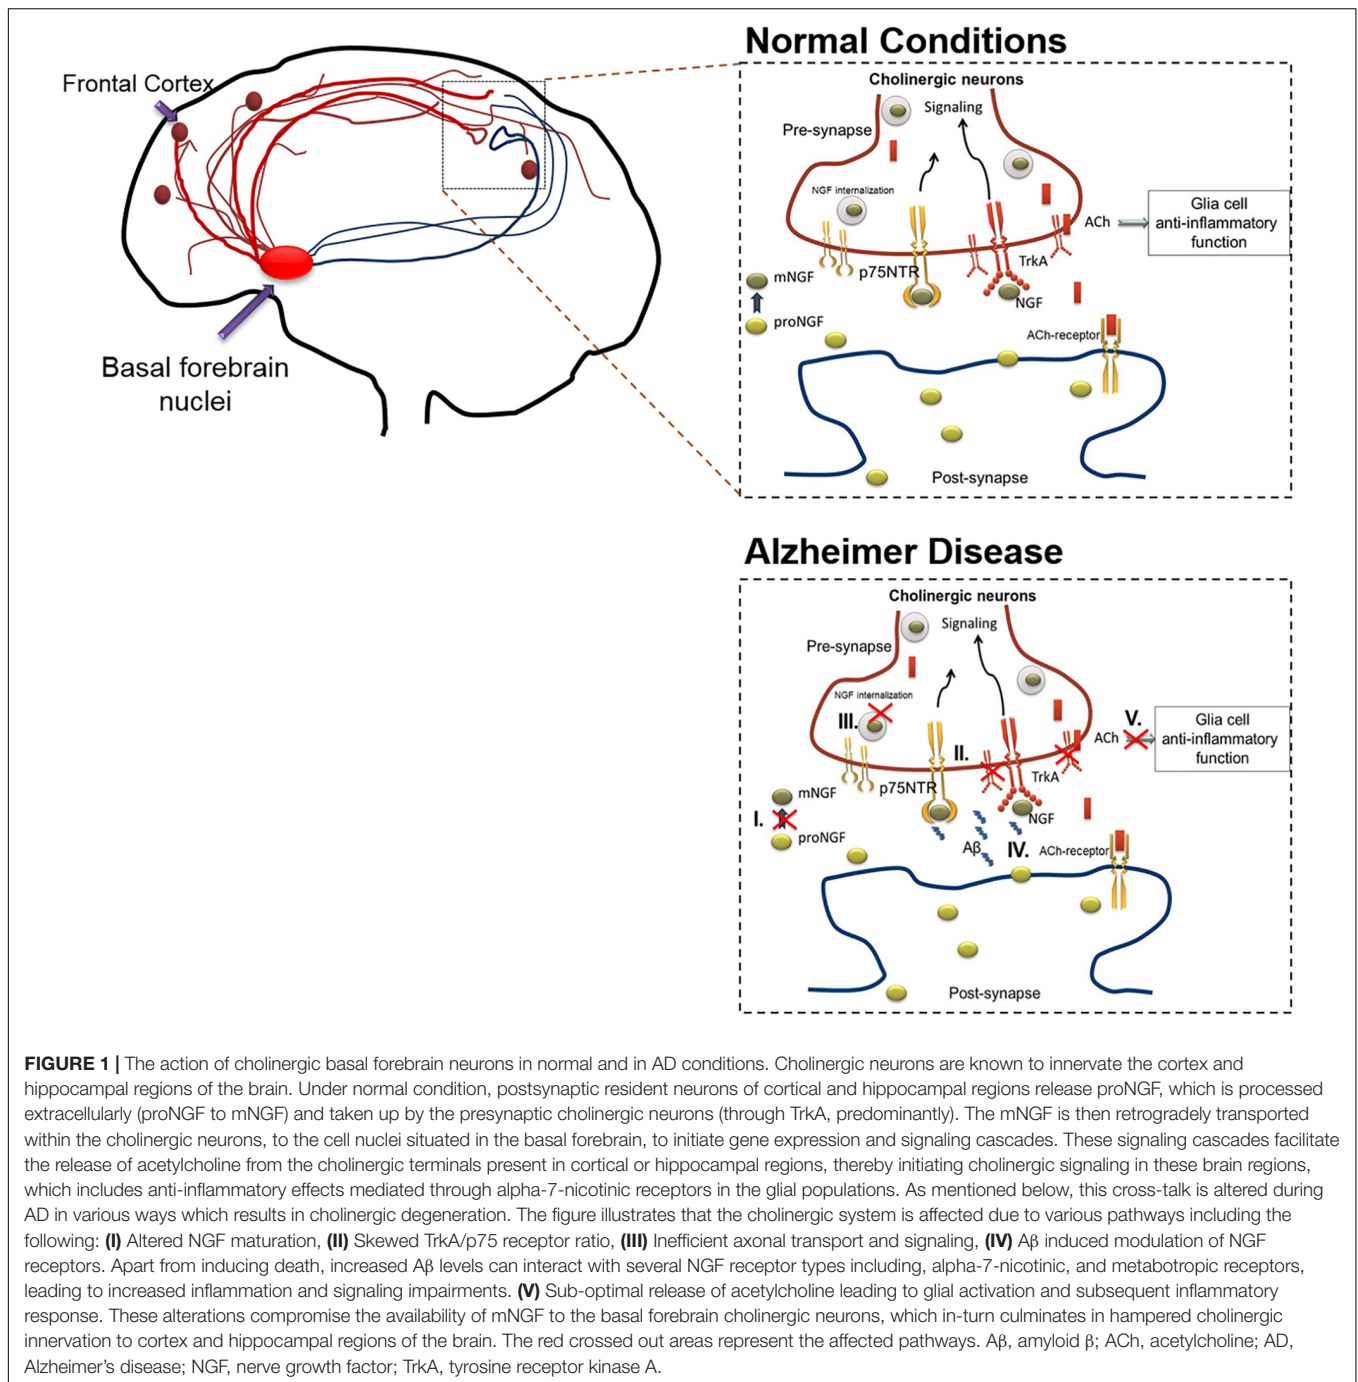 Frontal Cortex
Basal forebrain
nuclei
Normal Conditions
Cholinergic neurons
Signaling
Pre-synapse
NGF internalization
ACh
Glia cell
anti-inflammatory
function
TrkA
p75NTR
mNGF
NGF
proNGF
ACh-receptor
Post-synapse
Alzheimer Disease
Cholinergic neurons
Signaling
Pre-synapse
NGF internalization
III.
V.
ACh
Glia cell
anti-inflammatory
function
II.
TrkA
p75NTR
mNGF
NGF
I.
proNGF
Aβ
IV.
ACh-receptor
Post-synapse
FIGURE 1 | The action of cholinergic basal forebrain neurons in normal and in AD conditions. Cholinergic neurons are known to innervate the cortex and
hippocampal regions of the brain. Under normal condition, postsynaptic resident neurons of cortical and hippocampal regions release proNGF, which is processed
extracellularly (proNGF to mNGF) and taken up by the presynaptic cholinergic neurons (through TrkA, predominantly). The mNGF is then retrogradely transported
within the cholinergic neurons, to the cell nuclei situated in the basal forebrain, to initiate gene expression and signaling cascades. These signaling cascades facilitate
the release of acetylcholine from the cholinergic terminals present in cortical or hippocampal regions, thereby initiating cholinergic signaling in these brain regions,
which includes anti-inflammatory effects mediated through alpha-7-nicotinic receptors in the glial populations. As mentioned below, this cross-talk is altered during
AD in various ways which results in cholinergic degeneration. The figure illustrates that the cholinergic system is affected due to various pathways including the
following: (I) Altered NGF maturation, (II) Skewed TrkA/p75 receptor ratio, (III) Inefficient axonal transport and signaling, (IV) Aβ induced modulation of NGF
receptors. Apart from inducing death, increased Aβ levels can interact with several NGF receptor types including, alpha-7-nicotinic, and metabotropic receptors,
leading to increased inflammation and signaling impairments. (V) Sub-optimal release of acetylcholine leading to glial activation and subsequent inflammatory
response. These alterations compromise the availability of mNGF to the basal forebrain cholinergic neurons, which in-turn culminates in hampered cholinergic
innervation to cortex and hippocampal regions of the brain. The red crossed out areas represent the affected pathways. Aβ, amyloid β; ACh, acetylcholine; AD,
Alzheimer's disease; NGF, nerve growth factor; TrkA, tyrosine receptor kinase A.